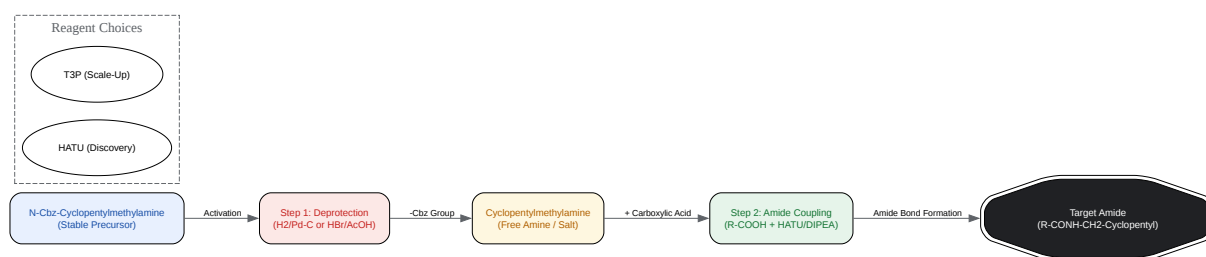 Reagent Choices
T3P (Scale-Up)
HATU (Discovery)
N-Cbz-Cyclopentylmethylamine
(Stable Precursor)
Activation
Step 1: Deprotection
(H2/Pd-C or HBr/AcOH)
-Cbz Group
Cyclopentylmethylamine
(Free Amine / Salt)
+ Carboxylic Acid
Step 2: Amide Coupling
(R-COOH + HATU/DIPEA)
Amide Bond Formation
Target Amide
(R-CONH-CH2-Cyclopentyl)